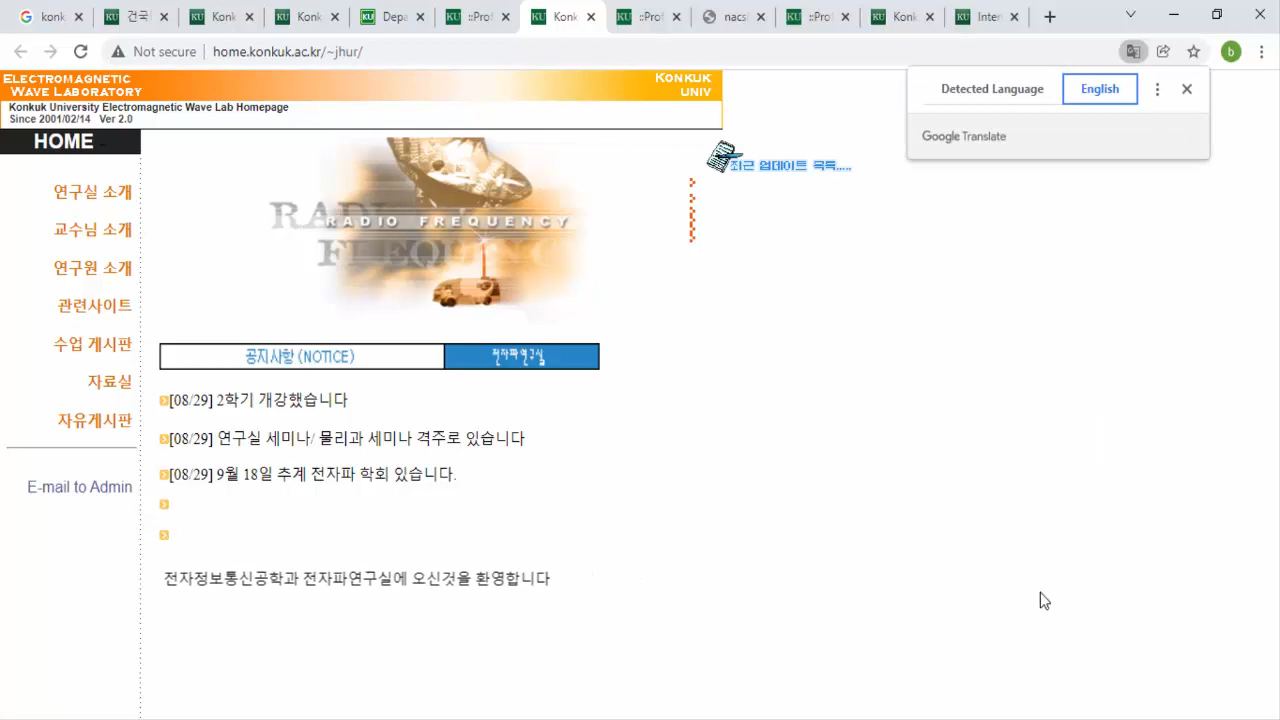 konk
건국
Konk
Konk
Depa
::Prof
Konk
::Prof
nacs
::Prof
Konk
Inter
Not secure
home.konkuk.ac.kr/~jhur/
ELECTROMAGNETIC
WAVE LABORATORY
KONKUK
UNIV
Konkuk University Electromagnetic Wave Lab Homepage
Since 2001/02/14 Ver 2.0
Detected Language
English
Google Translate
HOME
연구실 소개
교수님 소개
연구원 소개
관련사이트
수업 게시판
자료실
자유게시판
E-mail to Admin
RADIO FREQUENCY
최근 업데이트 목록.....
공지사항 (NOTICE)
전자파연구실
[08/29] 2학기 개강했습니다
[08/29] 연구실 세미나/ 물리과 세미나 격주로 있습니다
[08/29] 9월 18일 추계 전자파 학회 있습니다.
전자정보통신공학과 전자파연구실에 오신것을 환영합니다